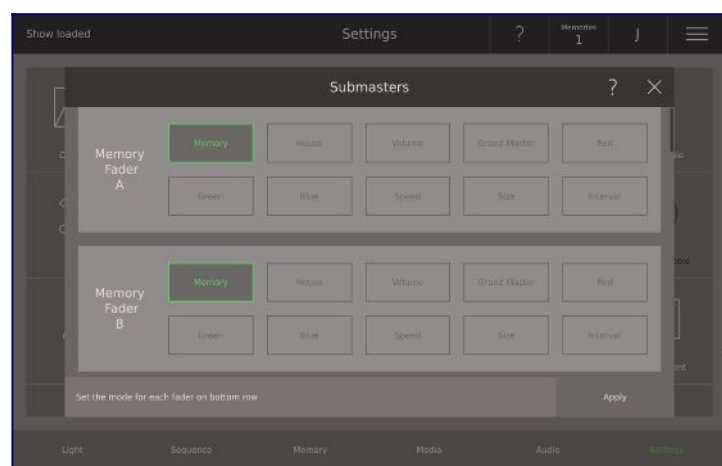 Show loaded
Settings
?
Memories
1
J
Submasters
?
Memory
Fader
A
Memory
House
Volume
Grand Master
Red
Green
Blue
Speed
Size
Interval
Memory
Fader
B
Memory
House
Volume
Grand Master
Red
Green
Blue
Speed
Size
Interval
Set the mode for each fader on bottom row
Apply
Light
Sequence
Memory
Media
Audio
Settings